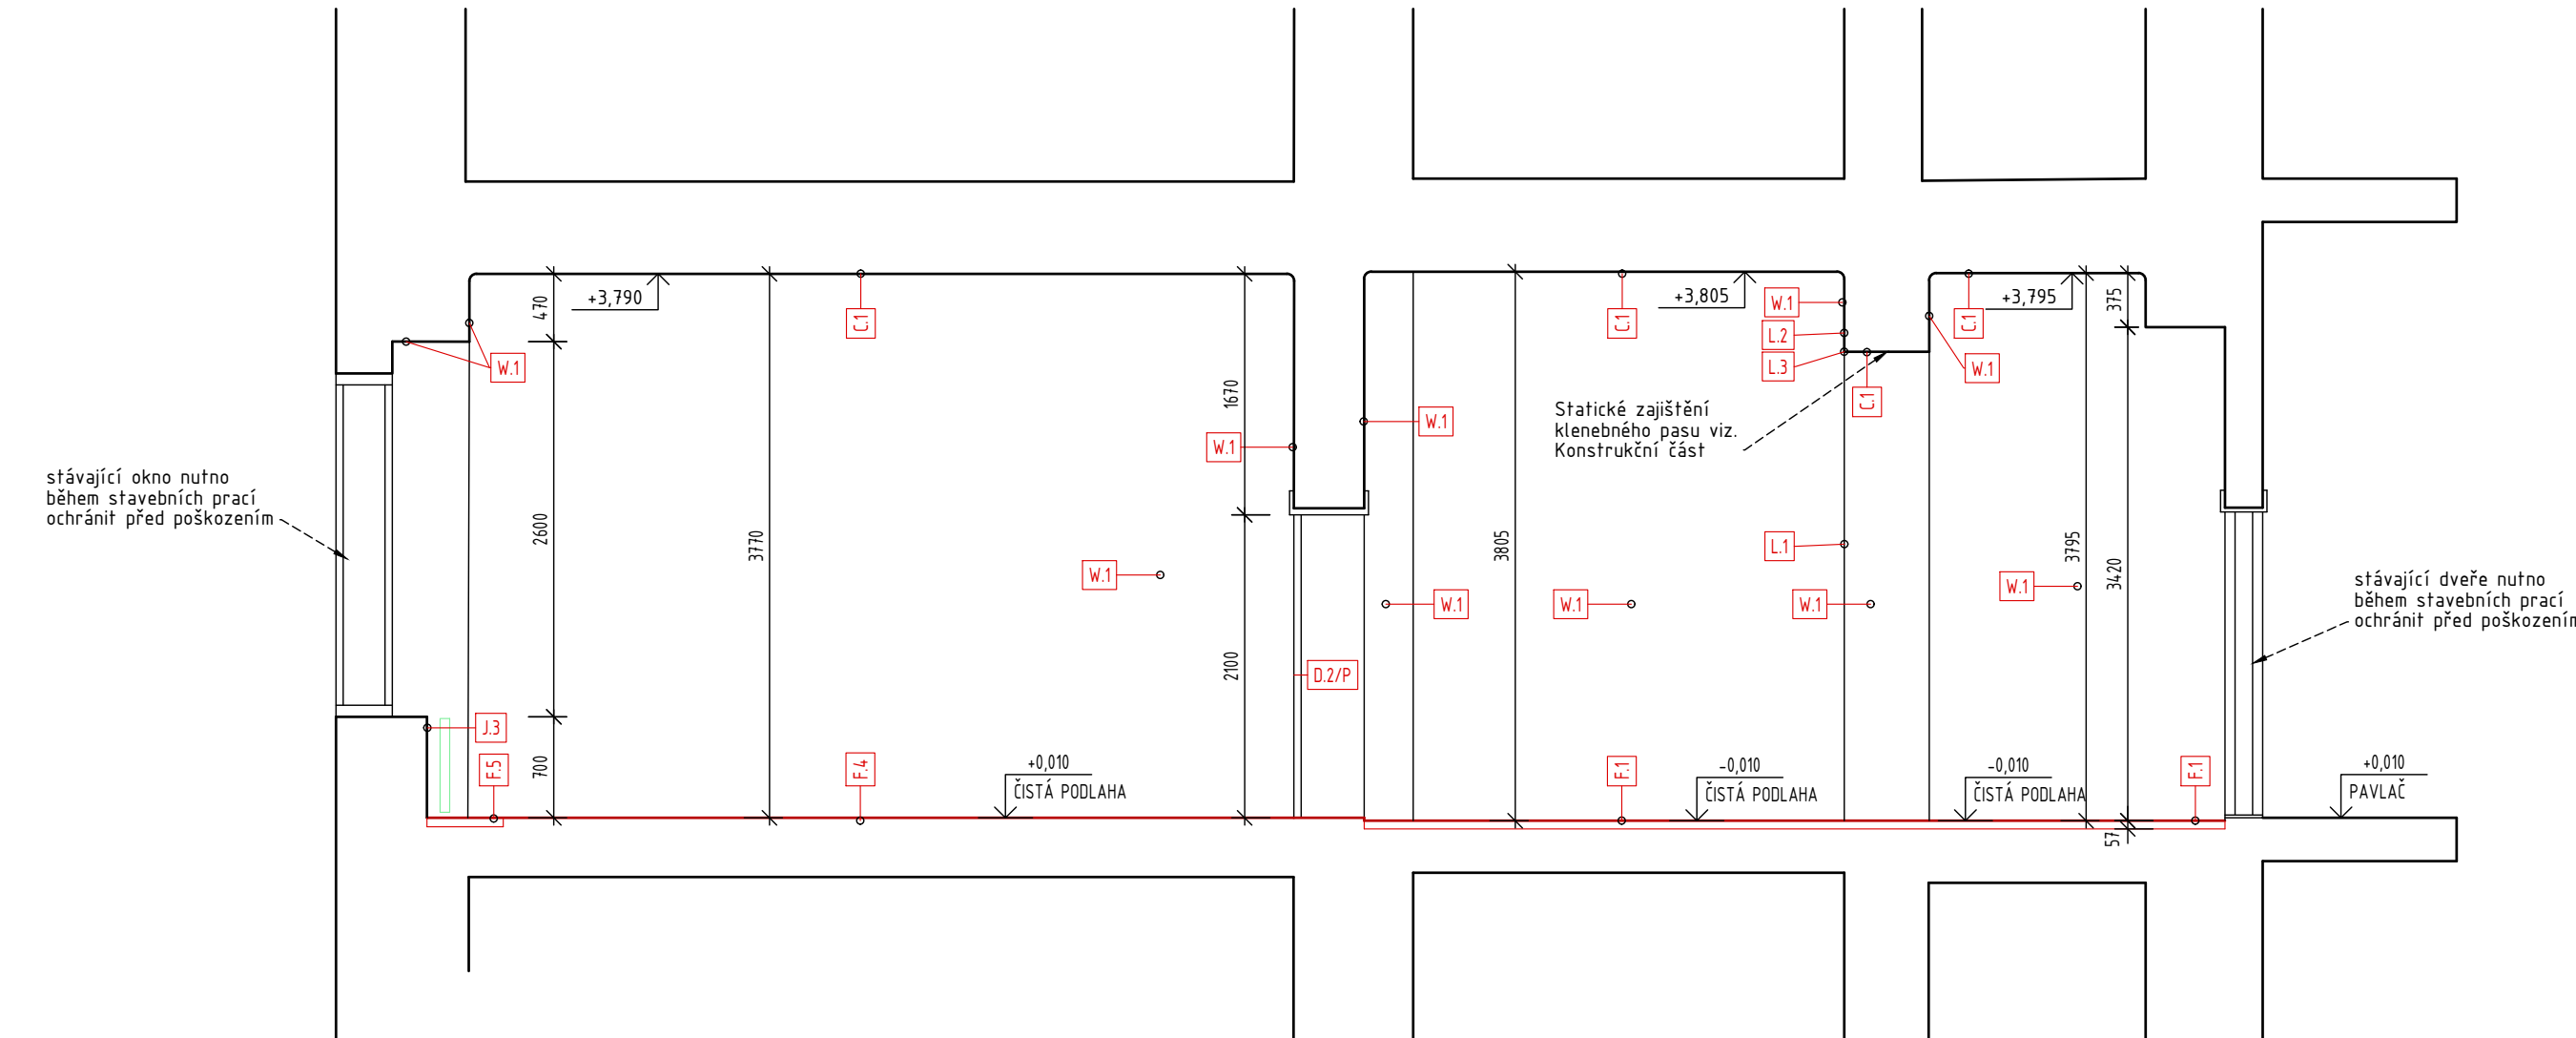 +3,790
+3,805
+3,795
470
C.1
C.1
W.1
C.1
375
L.2
L.3
W.1
W.1
1670
C.1
Statické zajištění
klenebného pasu viz.
Konstrukční část
W.1
W.1
stávající okno nutno
během stavebních prací
ochránit před poškozením
2600
3770
3805
L.1
3795
3420
W.1
W.1
W.1
W.1
W.1
stávající dveře nutno
během stavebních prací
ochránit před poškozením
2100
D.2/P
J.3
F.5
700
F.4
+0,010
ČISTÁ PODLAHA
F.1
-0,010
ČISTÁ PODLAHA
-0,010
ČISTÁ PODLAHA
F.1
+0,010
PAVLAČ
57